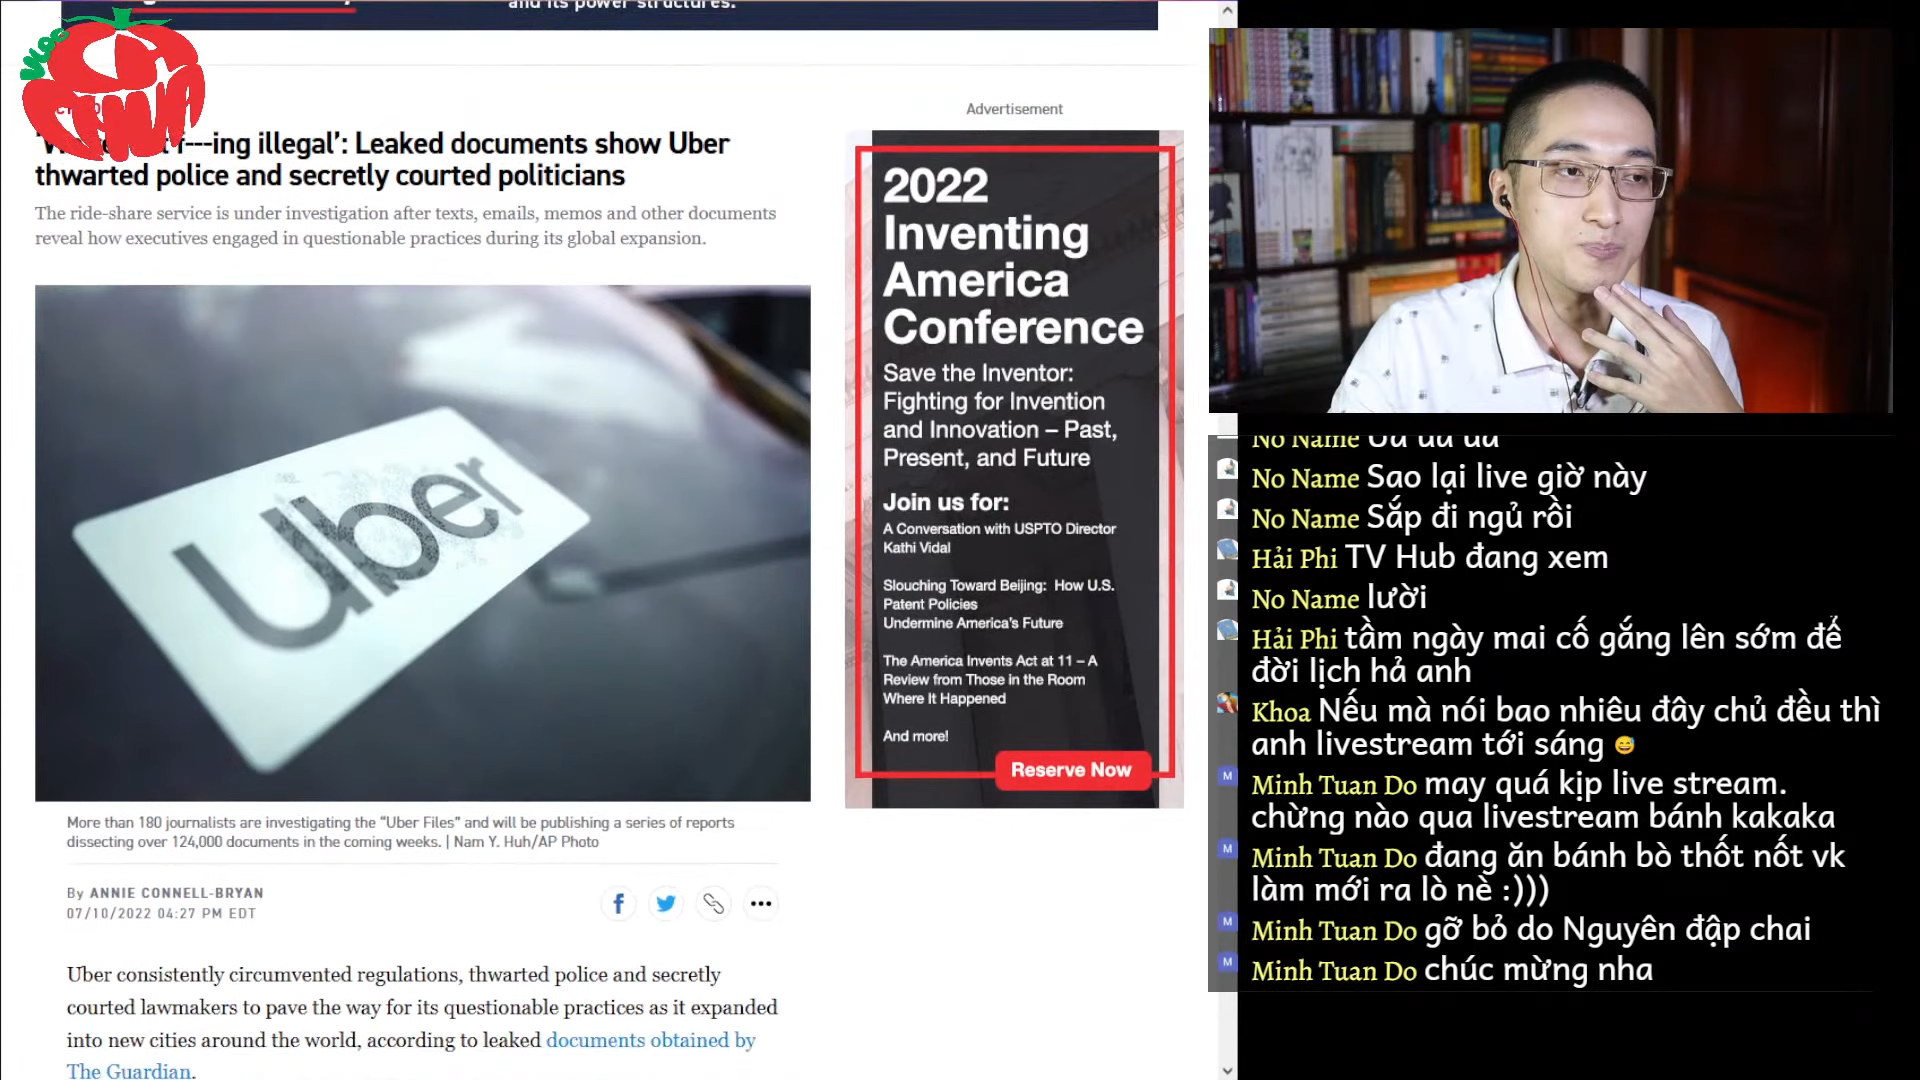 and its power structures.
VLOG
f---ing illegal’: Leaked documents show Uber
thwarted police and secretly courted politicians
The ride-share service is under investigation after texts, emails, memos and other documents
reveal how executives engaged in questionable practices during its global expansion.
Uber
More than 180 journalists are investigating the “Uber Files” and will be publishing a series of reports
dissecting over 124,000 documents in the coming weeks. | Nam Y. Huh/AP Photo
By ANNIE CONNELL-BRYAN
07/10/2022 04:27 PM EDT
Uber consistently circumvented regulations, thwarted police and secretly
courted lawmakers to pave the way for its questionable practices as it expanded
into new cities around the world, according to leaked documents obtained by
The Guardian.
Advertisement
2022
Inventing
America
Conference
Save the Inventor:
Fighting for Invention
and Innovation – Past,
Present, and Future
Join us for:
A Conversation with USPTO Director
Kathi Vidal
Slouching Toward Beijing: How U.S.
Patent Policies
Undermine America’s Future
The America Invents Act at 11 – A
Review from Those in the Room
Where It Happened
And more!
Reserve Now
No Name
No Name Sao lại live giờ này
No Name Sắp đi ngủ rồi
Hải Phi TV Hub đang xem
No Name lười
Hải Phi tầm ngày mai cố gắng lên sớm để
đời lịch hả anh
Khoa Nếu mà nói bao nhiêu đây chủ đều thì
anh livestream tới sáng 😅
M Minh Tuan Do may quá kịp live stream.
chừng nào qua livestream bánh kakaka
M Minh Tuan Do đang ăn bánh bò thốt nốt vk
làm mới ra lò nè :)))
M Minh Tuan Do gỡ bỏ do Nguyên đập chai
M Minh Tuan Do chúc mừng nha